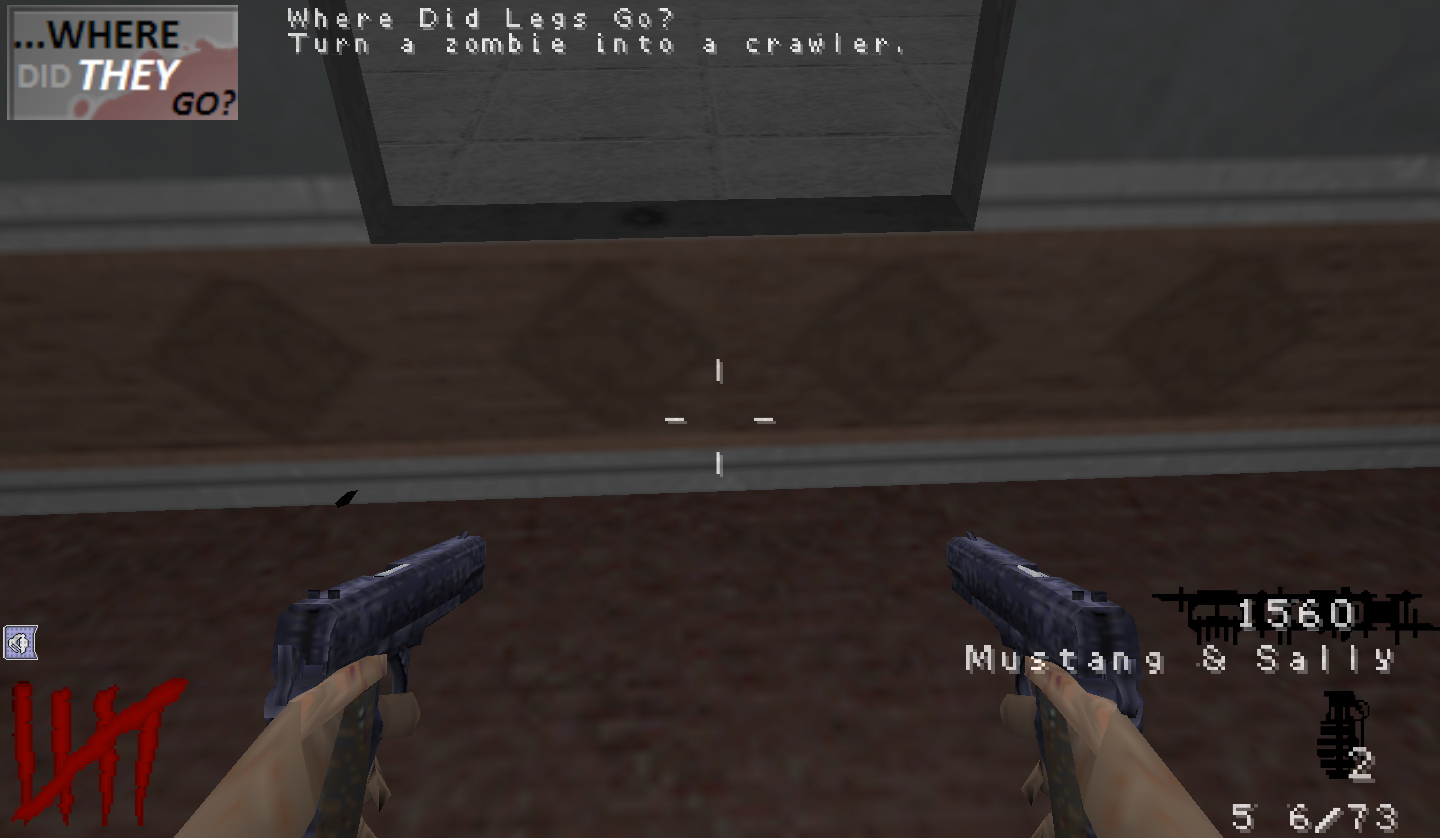 ...WHERE
DID THEY
GO?
Where Did Legs Go?
Turn a zombie into a crawler.
1560
Mustang & Sally
2
5 6/73